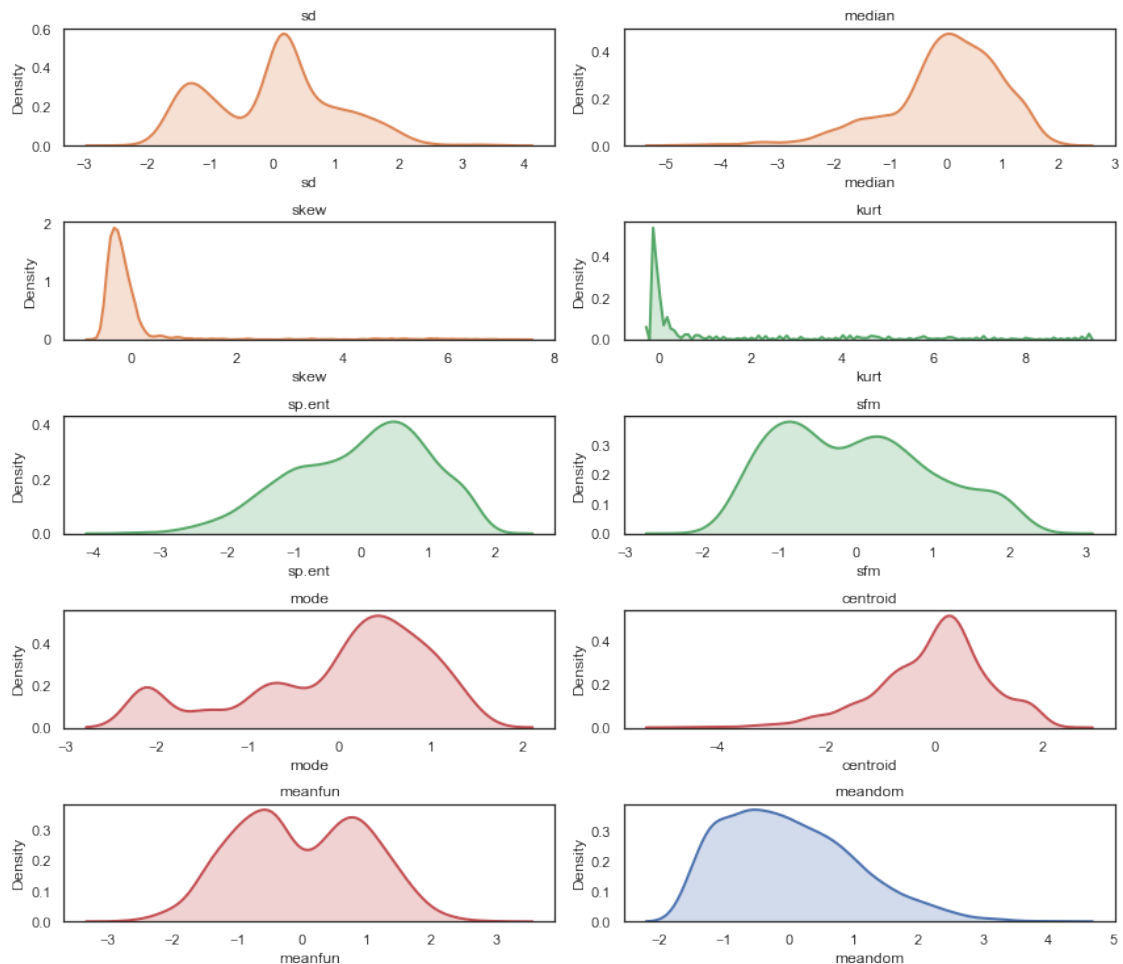 sd
median
Density
0.6
0.4
0.2
0.0
−3 −2 −1 0 1 2 3 4
sd
Density
0.4
0.2
0.0
−5 −4 −3 −2 −1 0 1 2 3
median
skew
kurt
Density
2
1
0
0 2 4 6 8
skew
Density
0.4
0.2
0.0
0 2 4 6 8
kurt
sp.ent
sfm
Density
0.4
0.2
0.0
−4 −3 −2 −1 0 1 2
sp.ent
Density
0.3
0.2
0.1
0.0
−3 −2 −1 0 1 2 3
sfm
mode
centroid
Density
0.4
0.2
0.0
−3 −2 −1 0 1 2
mode
Density
0.4
0.2
0.0
−4 −2 0 2
centroid
meanfun
meandom
Density
0.3
0.2
0.1
0.0
−3 −2 −1 0 1 2 3
meanfun
Density
0.3
0.2
0.1
0.0
−2 −1 0 1 2 3 4 5
meandom